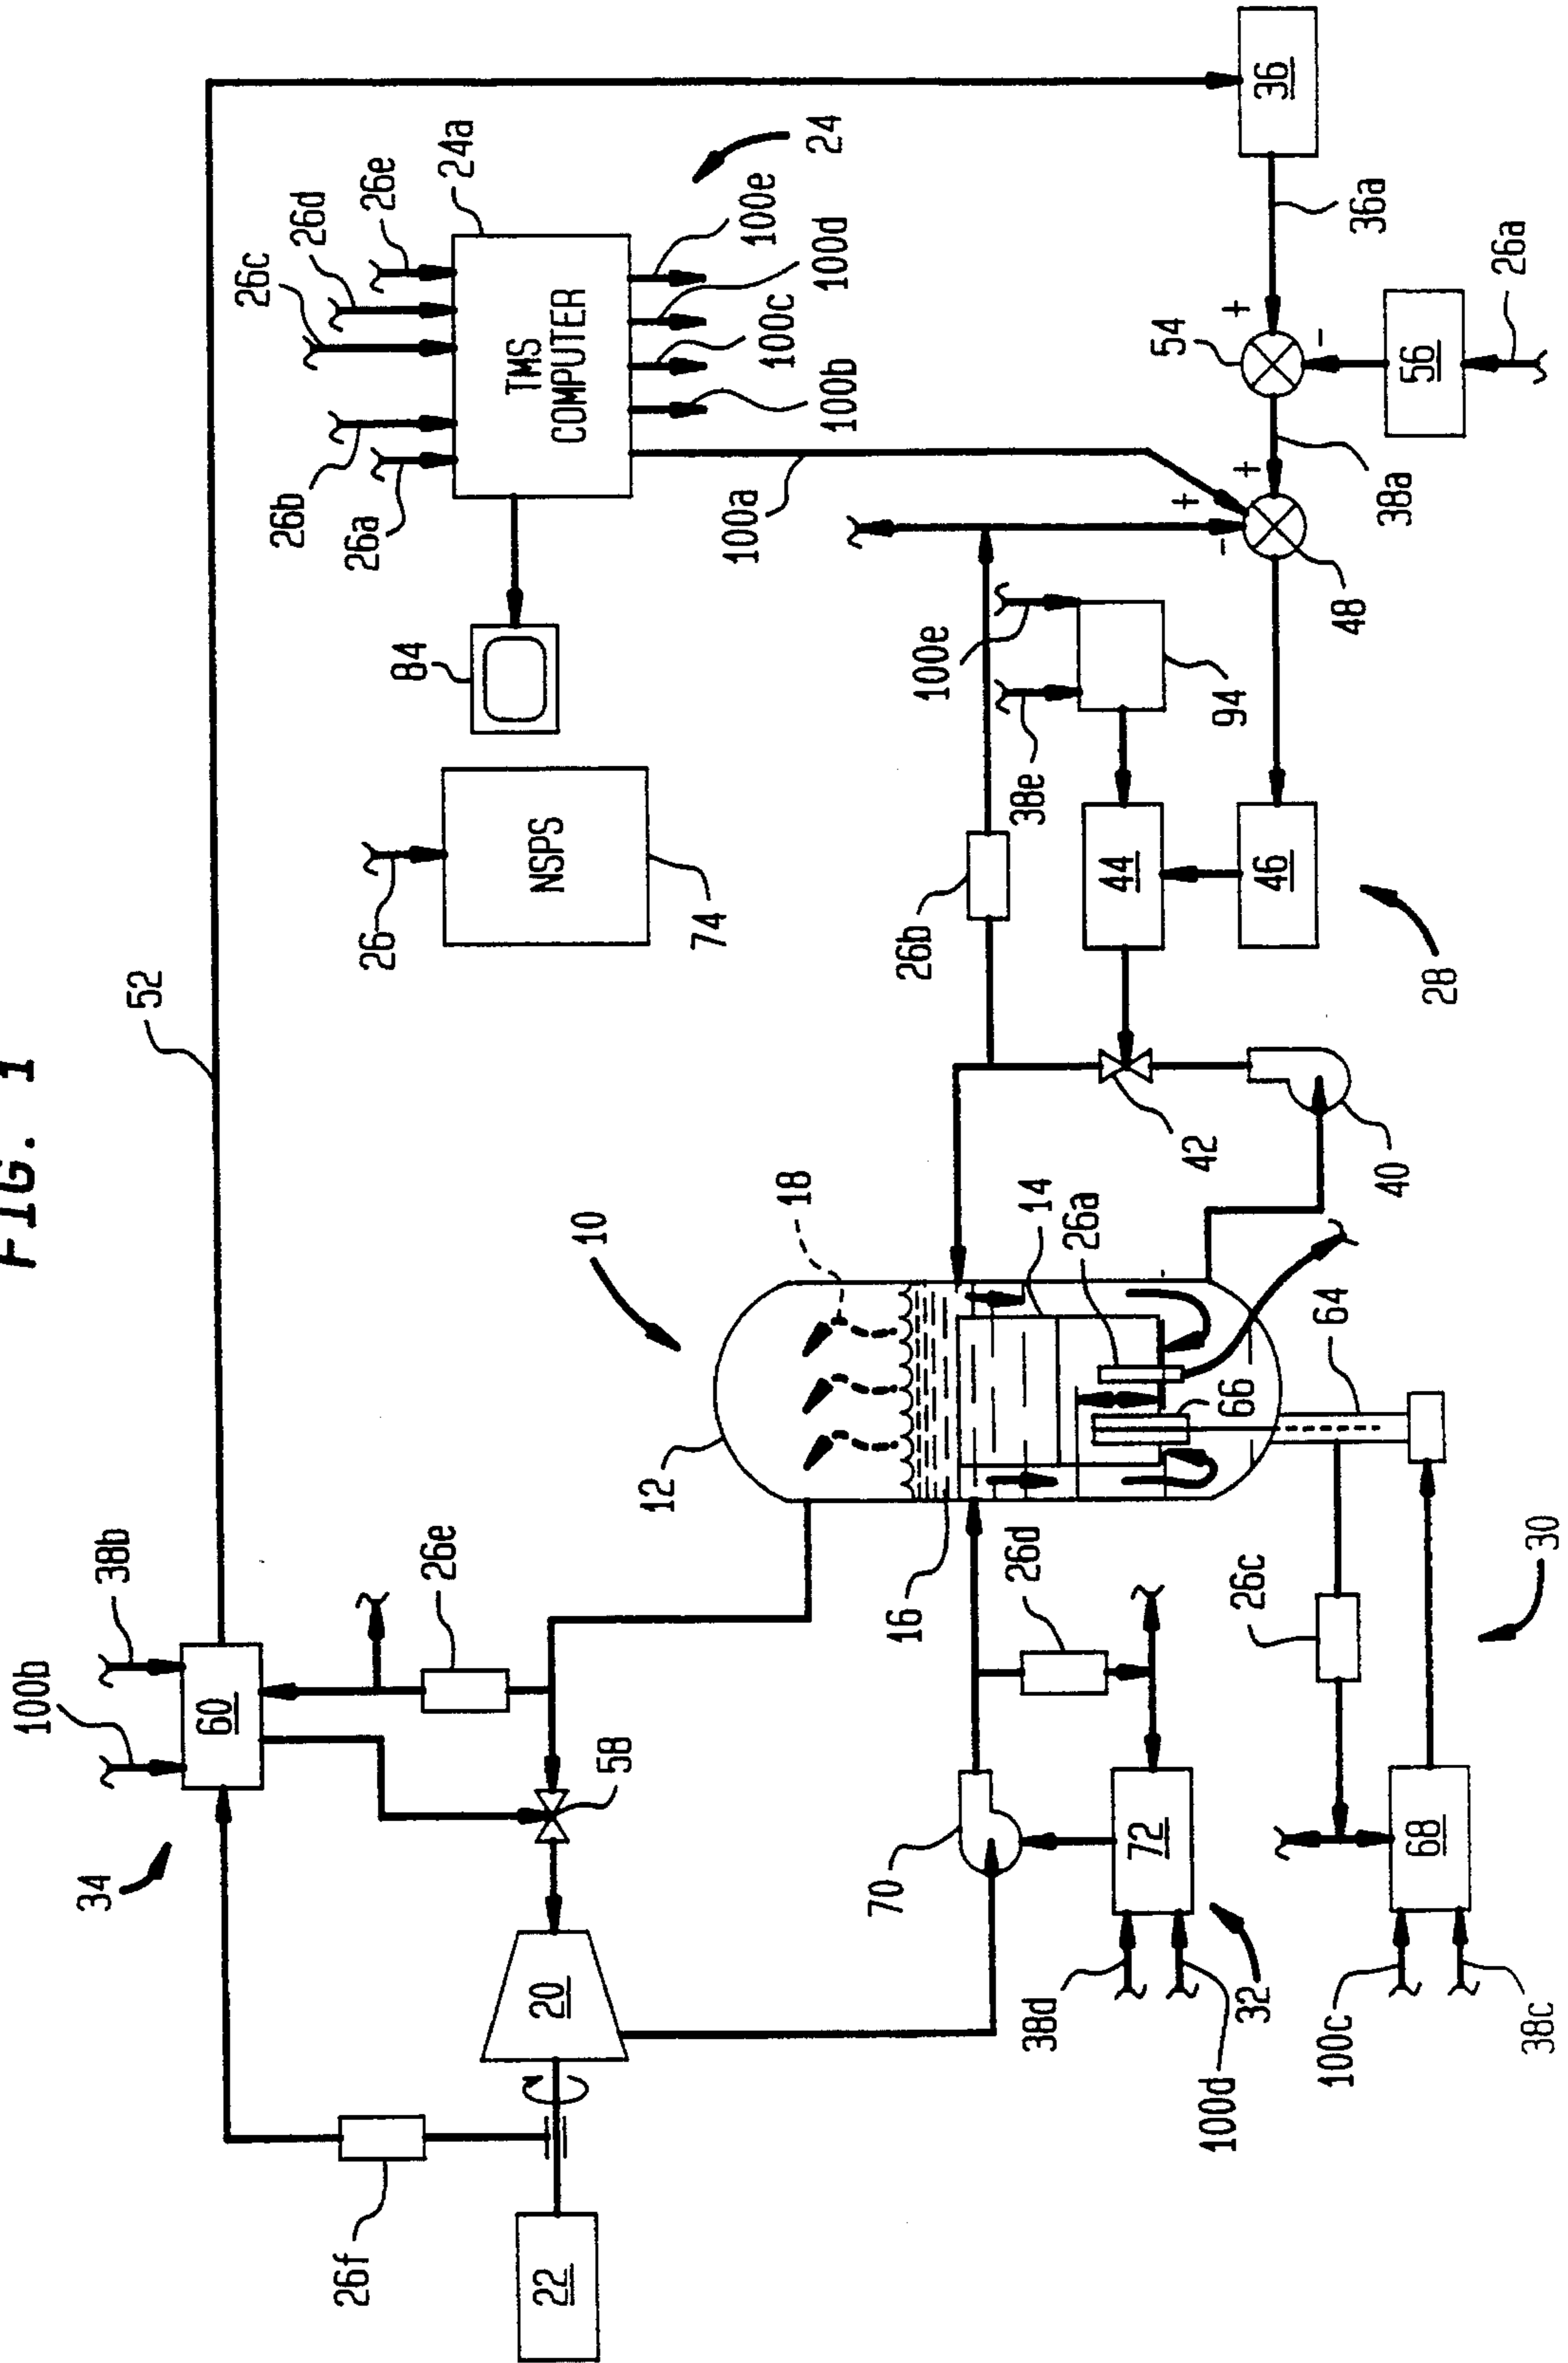 FIG. 1
52
100b
38b
34
60
26e
26f
22
20
58
12
10
18
16
14
26a
66
64
26d
70
72
38d
100d
32
26c
68
100c
38c
30
26
NSPS
74
84
26a
26b
26c
26d
26e
24a
TMS
COMPUTER
24
100a
100b
100c
100d
100e
26b
38e
100e
94
44
46
28
42
40
48
-
+
+
38a
54
+
-
36a
36
56
26a